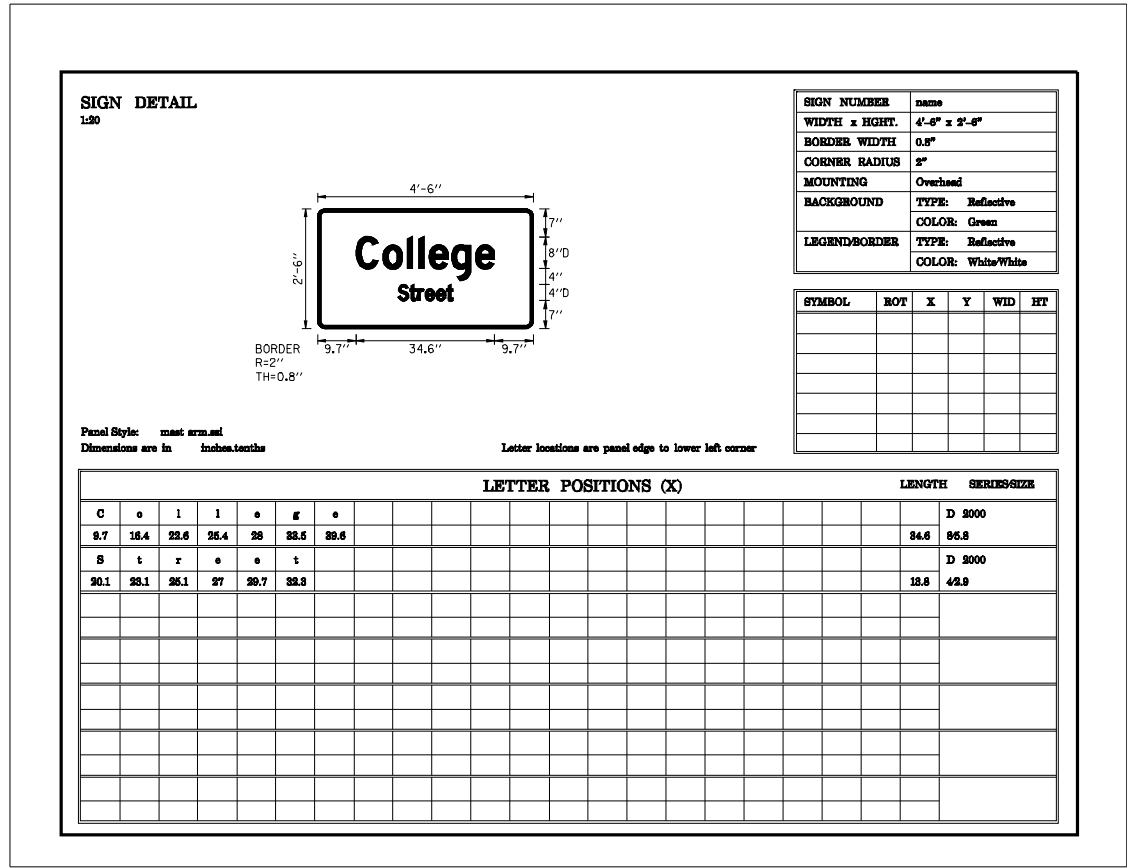 SIGN DETAIL
1:20
SIGN NUMBER name
WIDTH x HGHT. 4'-6" x 2'-6"
BORDER WIDTH 0.8"
CORNER RADIUS 2"
MOUNTING Overhead
BACKGROUND TYPE: Reflective
COLOR: Green
LEGEND/BORDER TYPE: Reflective
COLOR: White/White
4'-6''
2'-6''
College
Street
7''
8''D
4''
4''D
7''
9.7'' 34.6'' 9.7''
BORDER
R=2''
TH=0.8''
SYMBOL ROT X Y WID HT
Panel Style: mast arm.ssi
Dimensions are in inches.tenths
Letter locations are panel edge to lower left corner
LETTER POSITIONS (X) LENGTH SERIES/SIZE
C o l l e g e D 2000
9.7 16.4 22.6 25.4 28 33.5 39.6 34.6 8/5.8
S t r e e t D 2000
20.1 23.1 25.1 27 29.7 32.3 13.8 4/2.9